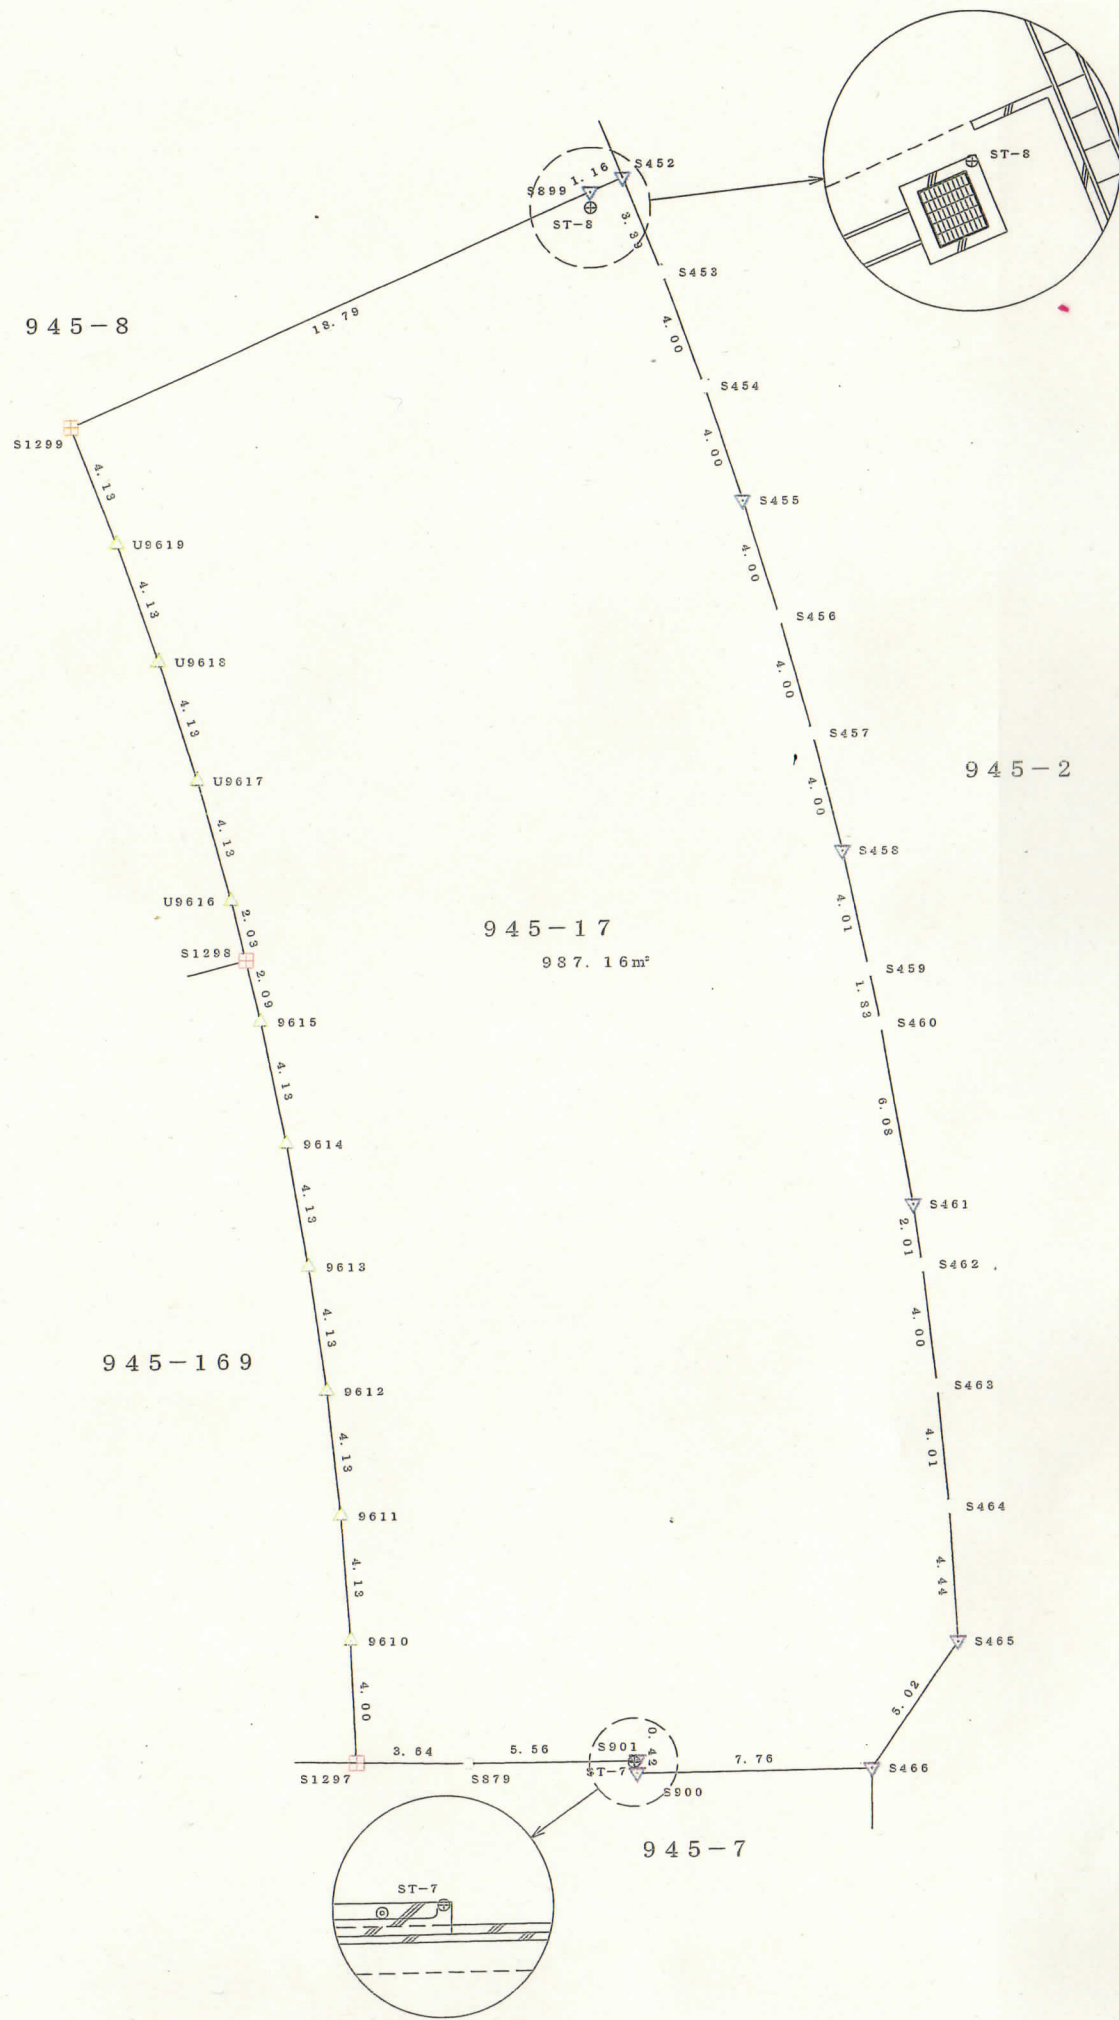 ST-8
S452
1.16
S899
ST-8
3.39
S453
945-8
18.79
4.00
S454
S1299
4.13
4.00
S455
U9619
4.00
4.13
S456
U9618
4.00
4.13
S457
945-2
U9617
4.00
4.13
S458
U9616
2.03
4.01
945-17
S1298
987.16㎡
S459
2.09
1.83
9615
S460
4.13
6.08
9614
4.13
S461
2.01
9613
S462
4.13
4.00
945-169
9612
S463
4.13
4.01
9611
S464
4.13
4.44
9610
S465
4.00
5.02
3.64
5.56
S901
0.42
7.76
S1297
S879
ST-7
S900
S466
945-7
ST-7